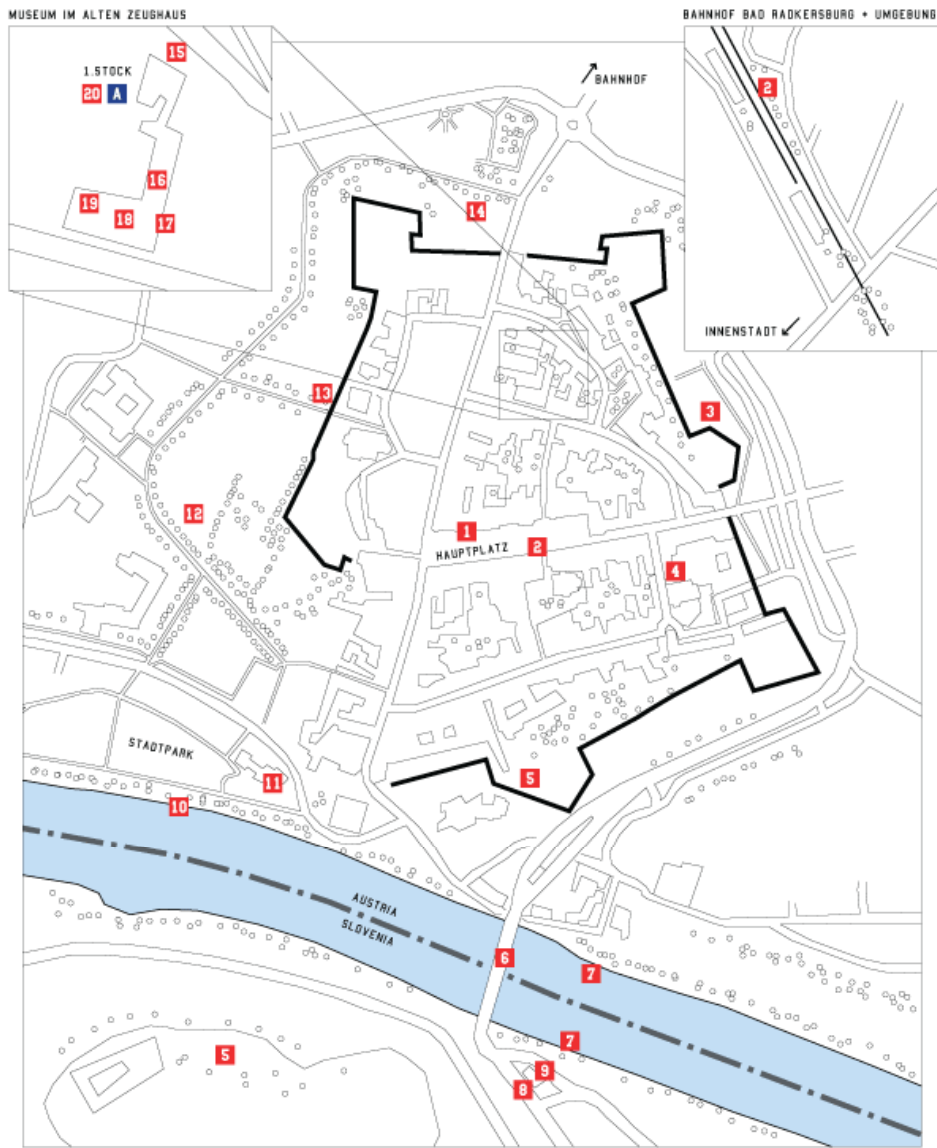 MUSEUM IM ALTEN ZEUGHAUS
BAHNHOF BAD RADKERSBURG + UMGEBUNG
15
1.STOCK
20 A
16
19
18
17
BAHNHOF
2
INNENSTADT
14
13
3
12
1
HAUPTPLATZ
2
4
STADTPARK
11
5
10
AUSTRIA
SLOVENIA
6
7
7
5
9
8